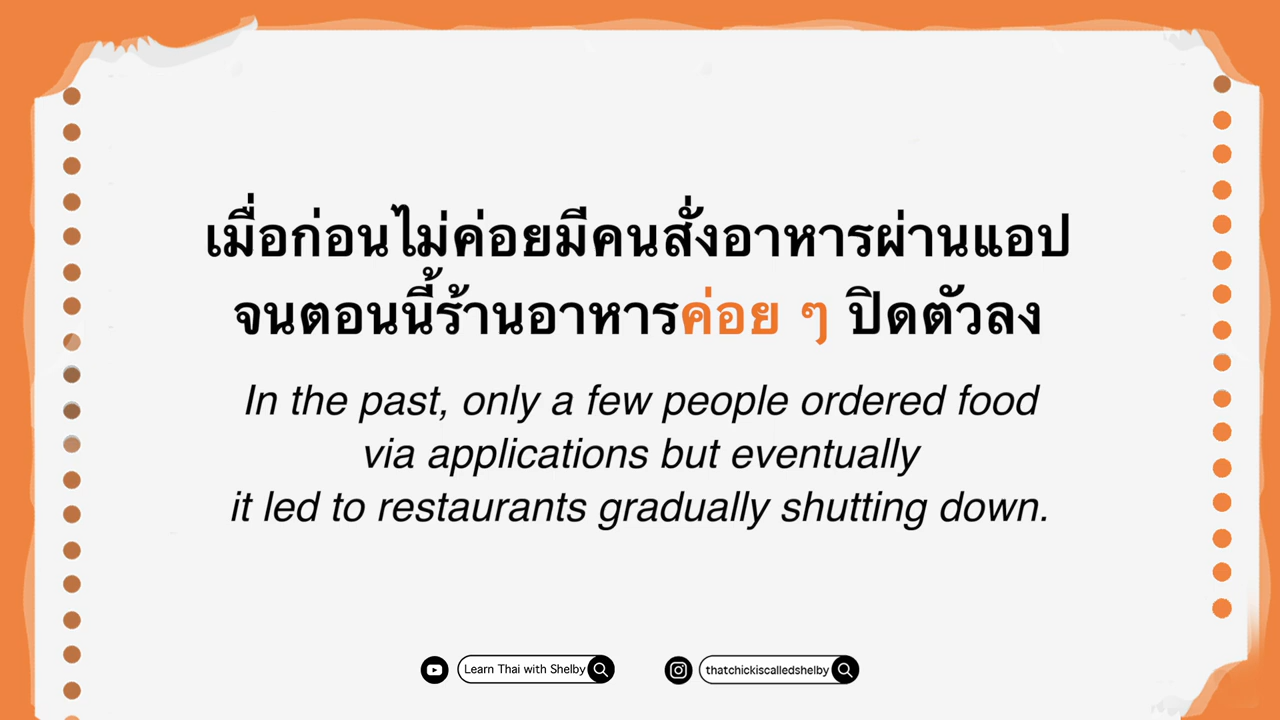 เมื่อก่อนไม่ค่อยมีคนสั่งอาหารผ่านแอป
จนตอนนี้ร้านอาหารค่อย ๆ ปิดตัวลง
In the past, only a few people ordered food
via applications but eventually
it led to restaurants gradually shutting down.
Learn Thai with Shelby
thatchickiscalledshelby